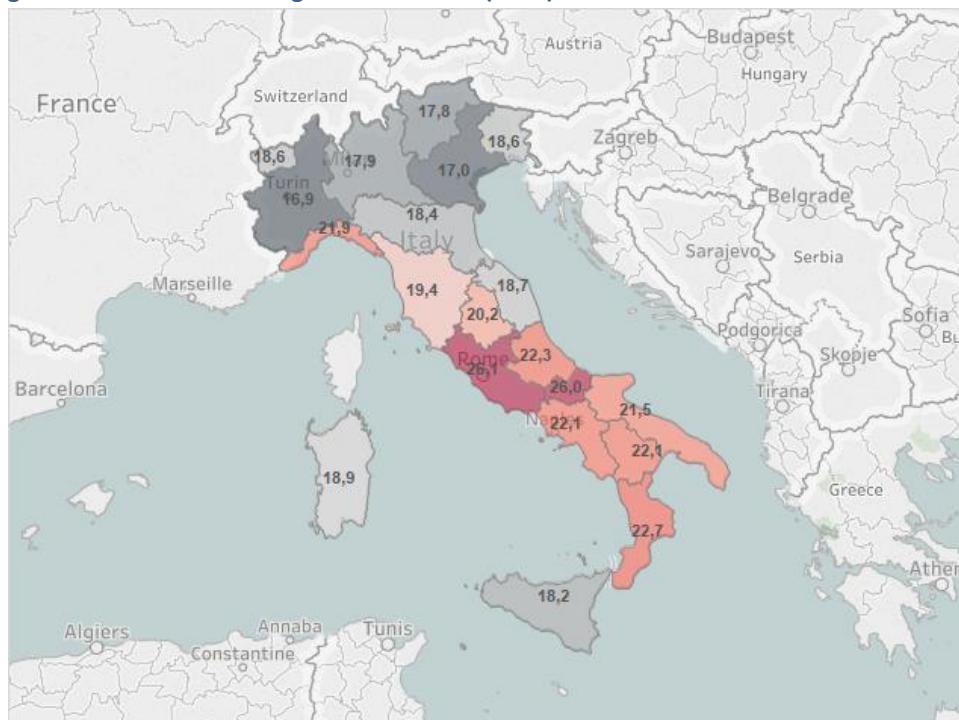 Austria
Budapest
Hungary
France
Switzerland
17,8
Zagreb
18,6
18,6
17,9
17,0
Turin
16,9
Belgrade
18,4
Italy
21,9
Sarajevo
Serbia
Marseille
19,4
18,7
20,2
Sofia
Podgorica
Skopje
Rome
22,3
26,1
26,0
Barcelona
Tirana
21,5
22,1
22,1
18,9
Greece
22,7
18,2
Algiers
Annaba
Tunis
Constantine